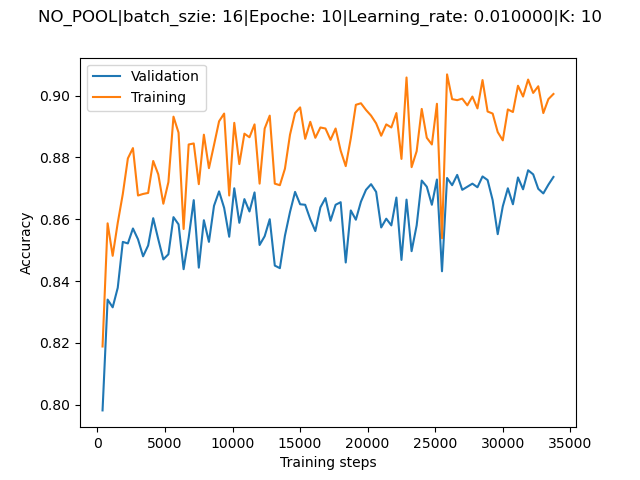 NO_POOL|batch_szie: 16|Epoche: 10|Learning_rate: 0.010000|K: 10
Validation
Training
0.90
0.88
0.86
0.84
0.82
0.80
Accuracy
0 5000 10000 15000 20000 25000 30000 35000
Training steps